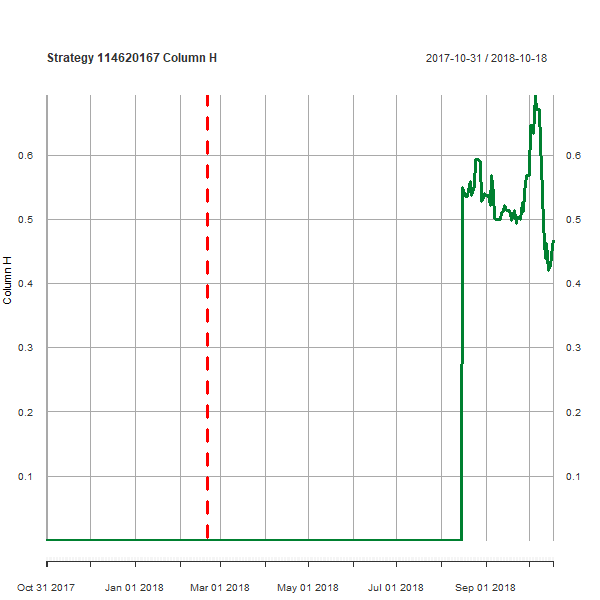 Strategy 114620167 Column H
2017-10-31 / 2018-10-18
0.6
0.6
0.5
0.5
0.4
0.4
Column H
0.3
0.3
0.2
0.2
0.1
0.1
Oct 31 2017
Jan 01 2018
Mar 01 2018
May 01 2018
Jul 01 2018
Sep 01 2018